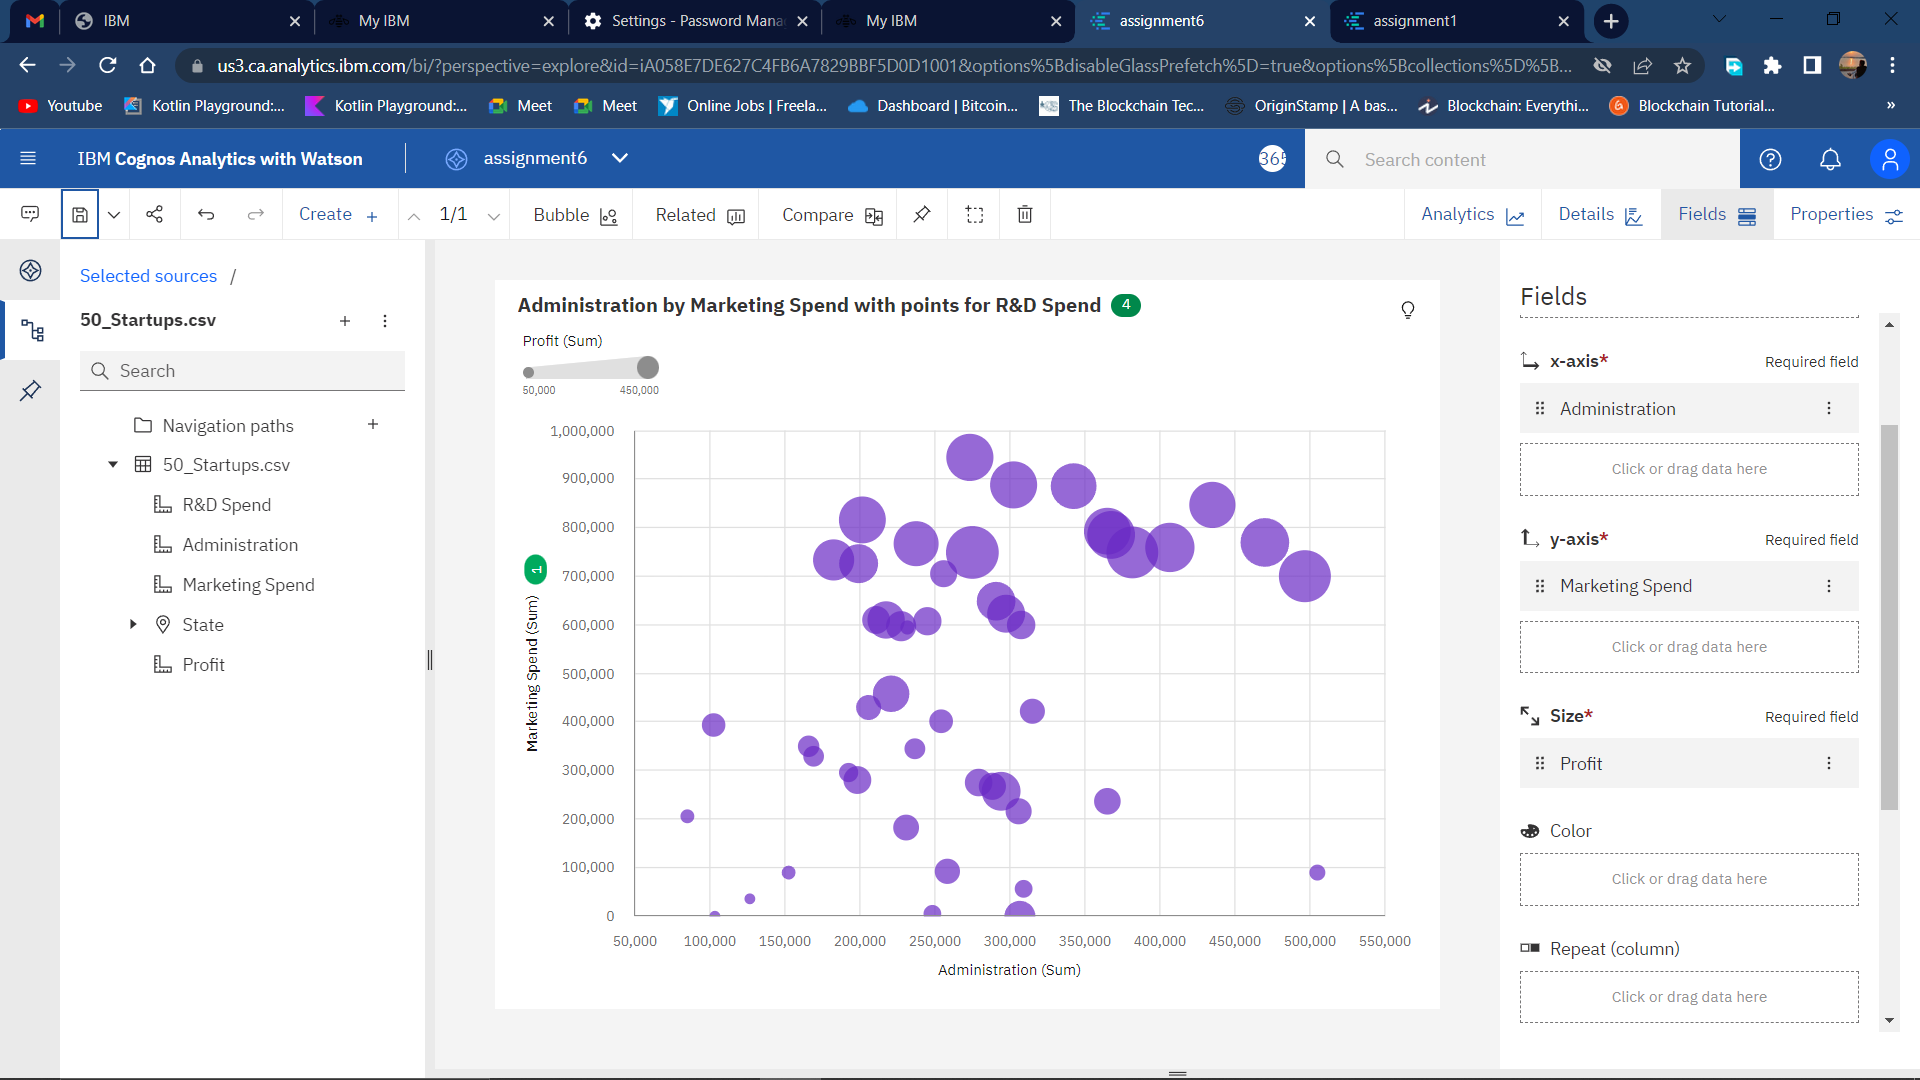 IBM
My IBM
Settings - Password Mana
My IBM
assignment6
assignment1
us3.ca.analytics.ibm.com/bi/?perspective=explore&id=iA058E7DE627C4FB6A7829BBF5D0D1001&options%5BdisableGlassPrefetch%5D=true&options%5Bcollections%5D%5B...
Youtube
Kotlin Playground:...
Kotlin Playground:...
Meet
Meet
Online Jobs | Freela...
Dashboard | Bitcoin...
The Blockchain Tec...
OriginStamp | A bas...
Blockchain: Everythi...
Blockchain Tutorial...
»
IBM Cognos Analytics with Watson
assignment6
365
Search content
Create +
1/1
Bubble
Related
Compare
Analytics
Details
Fields
Properties
Selected sources /
50_Startups.csv
Search
Navigation paths
50_Startups.csv
R&D Spend
Administration
Marketing Spend
State
Profit
Administration by Marketing Spend with points for R&D Spend 4
Profit (Sum)
50,000 450,000
1,000,000
900,000
800,000
700,000
600,000
500,000
400,000
300,000
200,000
100,000
0
Marketing Spend (Sum) 1
50,000 100,000 150,000 200,000 250,000 300,000 350,000 400,000 450,000 500,000 550,000
Administration (Sum)
Fields
x-axis* Required field
Administration
Click or drag data here
y-axis* Required field
Marketing Spend
Click or drag data here
Size* Required field
Profit
Color
Click or drag data here
Repeat (column)
Click or drag data here